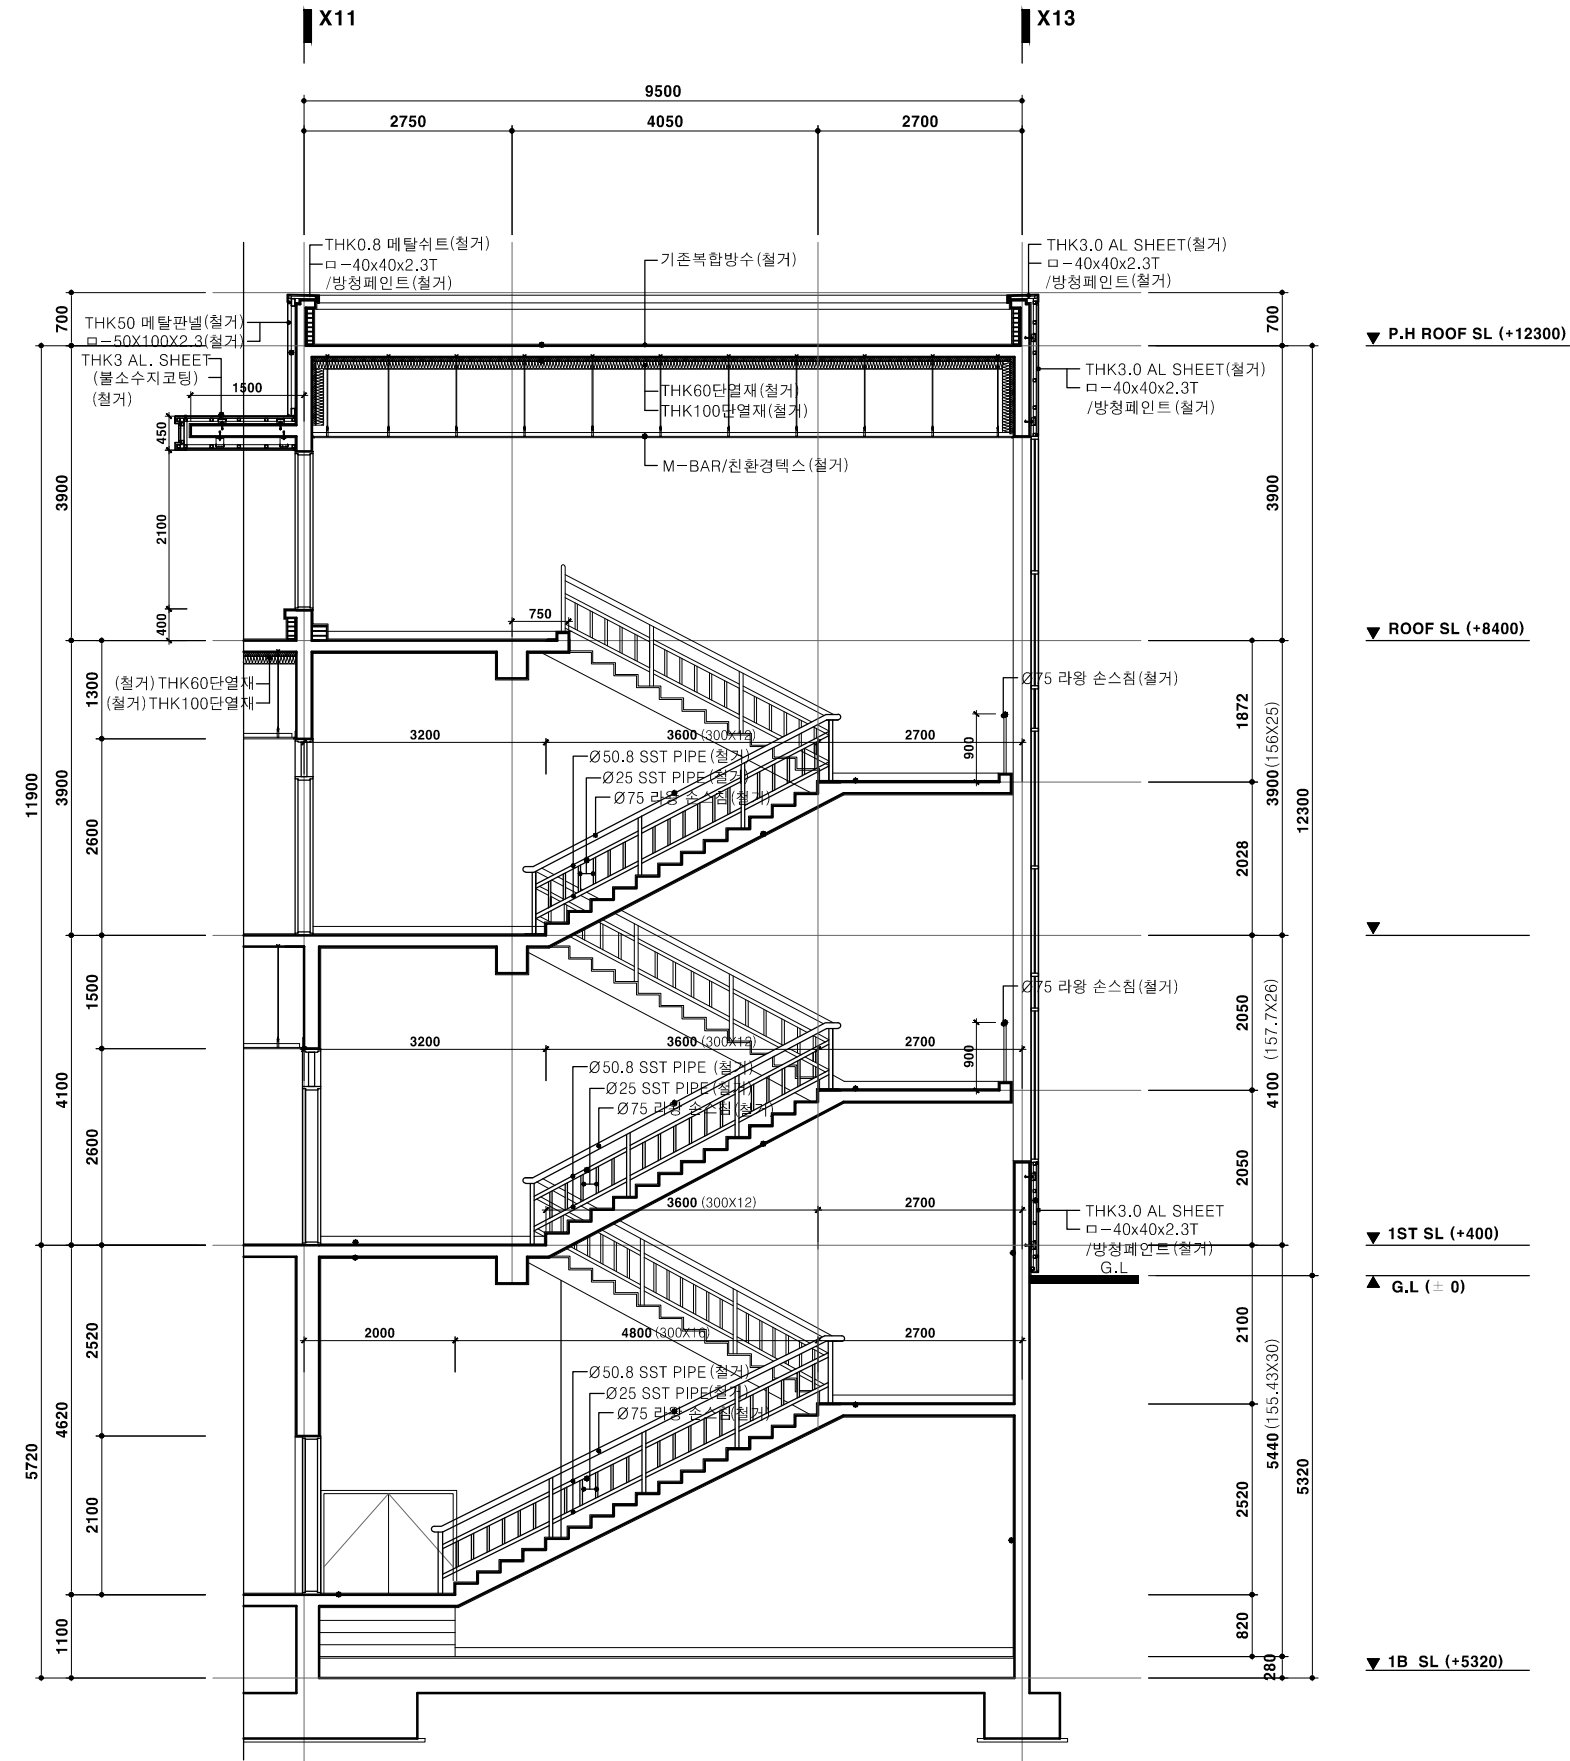 X11
X13
9500
2750
4050
2700
THK0.8 메탈쉬트(철거)
ㅁ-40x40x2.3T
/방청페인트(철거)
기존복합방수(철거)
THK3.0 AL SHEET(철거)
ㅁ-40x40x2.3T
/방청페인트(철거)
700
THK50 메탈판넬(철거)
ㅁ-50X100X2.3(철거)
THK3 AL. SHEET
(불소수지코팅)
(철거)
1500
700
P.H ROOF SL (+12300)
THK3.0 AL SHEET(철거)
ㅁ-40x40x2.3T
/방청페인트(철거)
THK60단열재(철거)
THK100단열재(철거)
450
M-BAR/친환경텍스(철거)
3900
2100
400
3900
750
ROOF SL (+8400)
(철거)THK60단열재
(철거)THK100단열재
1300
Ø75 라왕 손스침(철거)
1872
3200
3600 (300X12)
2700
900
Ø50.8 SST PIPE(철거)
Ø25 SST PIPE(철거)
Ø75 라왕 손스침(철거)
3900 (156X25)
11900
3900
2600
12300
2028
1500
Ø75 라왕 손스침(철거)
2050
3200
3600 (300X12)
2700
900
Ø50.8 SST PIPE (철거)
Ø25 SST PIPE(철거)
Ø75 라왕 손스침(철거)
4100 (157.7X26)
4100
2600
2050
3600 (300X12)
2700
THK3.0 AL SHEET
ㅁ-40x40x2.3T
/방청페인트(철거)
G.L
1ST SL (+400)
G.L (± 0)
2520
2000
4800 (300X16)
2700
2100
Ø50.8 SST PIPE(철거)
Ø25 SST PIPE(철거)
Ø75 라왕 손스침(철거)
5440 (155.43X30)
4620
5720
5320
2100
2520
1100
820
280
1B SL (+5320)